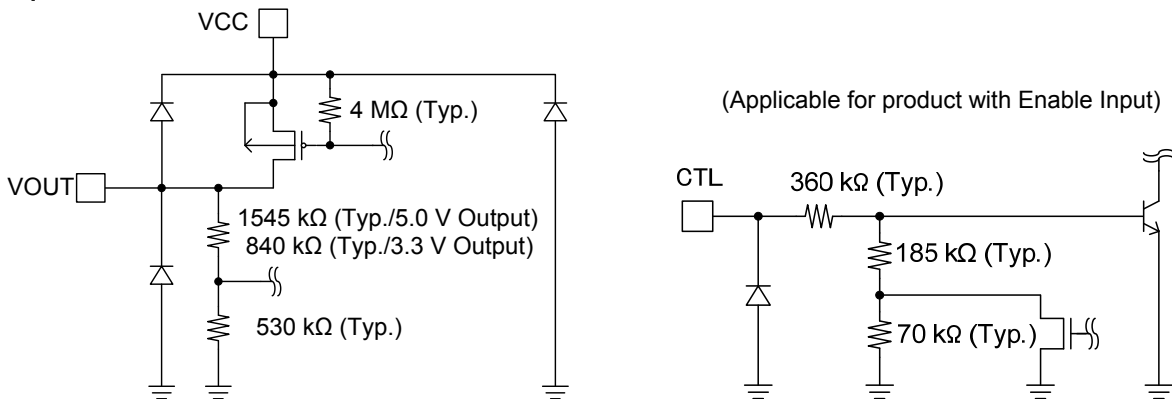 VCC
4 MΩ (Typ.)
VOUT
1545 kΩ (Typ./5.0 V Output)
840 kΩ (Typ./3.3 V Output)
530 kΩ (Typ.)
(Applicable for product with Enable Input)
CTL
360 kΩ (Typ.)
185 kΩ (Typ.)
70 kΩ (Typ.)